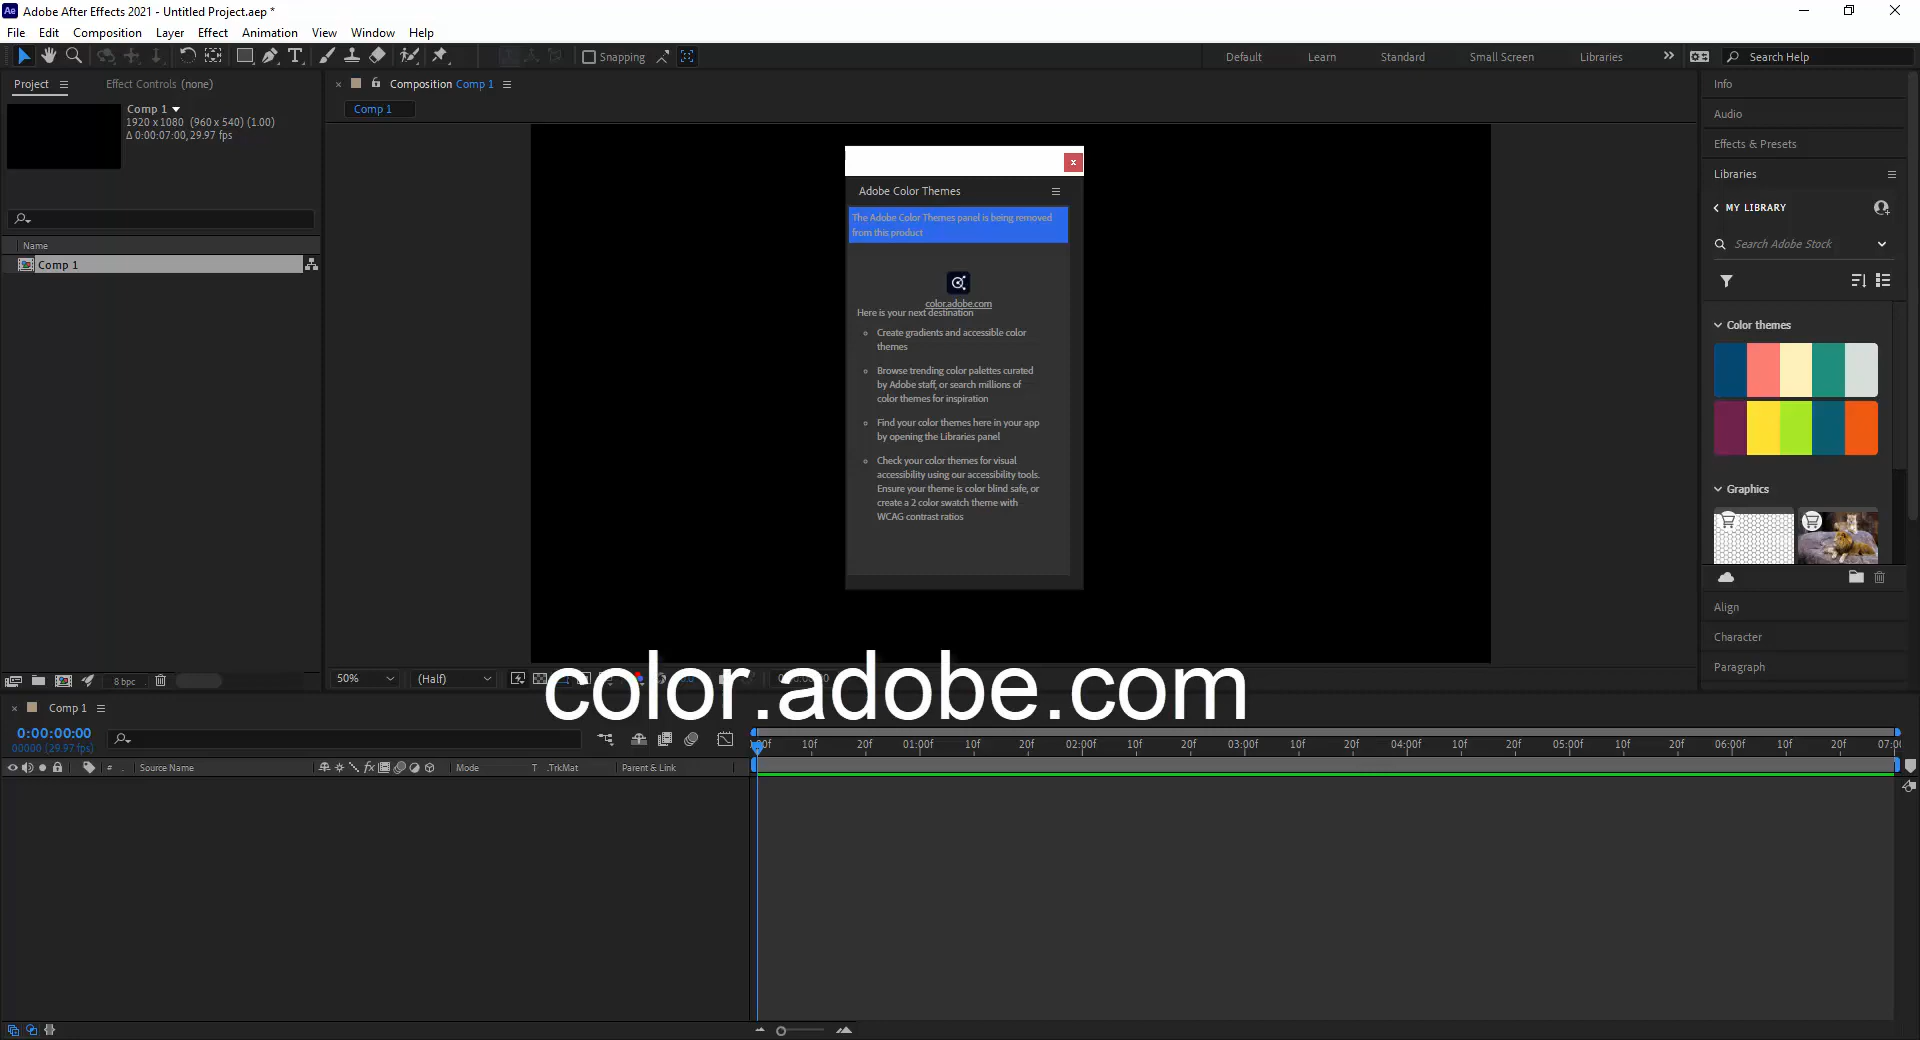 Ae Adobe After Effects 2021 - Untitled Project.aep *
File Edit Composition Layer Effect Animation View Window Help
Snapping
Default Learn Standard Small Screen Libraries » Search Help
Project
Effect Controls (none)
Comp 1
1920 x 1080 (960 x 540) (1.00)
Δ 0:00:07:00, 29.97 fps
Name
Comp 1
8 bpc
× Composition Comp 1
Comp 1
x
Adobe Color Themes
The Adobe Color Themes panel is being removed
from this product
color.adobe.com
Here is your next destination
Create gradients and accessible color
themes
Browse trending color palettes curated
by Adobe staff, or search millions of
color themes for inspiration
Find your color themes here in your app
by opening the Libraries panel
Check your color themes for visual
accessibility using our accessibility tools.
Ensure your theme is color blind safe, or
create a 2 color swatch theme with
WCAG contrast ratios
50% (Half)
color.adobe.com
Info
Audio
Effects & Presets
Libraries
MY LIBRARY
Search Adobe Stock
Color themes
Graphics
Align
Character
Paragraph
× Comp 1
0:00:00:00
00000 (29.97 fps)
# Source Name fx Mode T .TrkMat Parent & Link
10f 20f 01:00f 10f 20f 02:00f 10f 20f 03:00f 10f 20f 04:00f 10f 20f 05:00f 10f 20f 06:00f 10f 20f